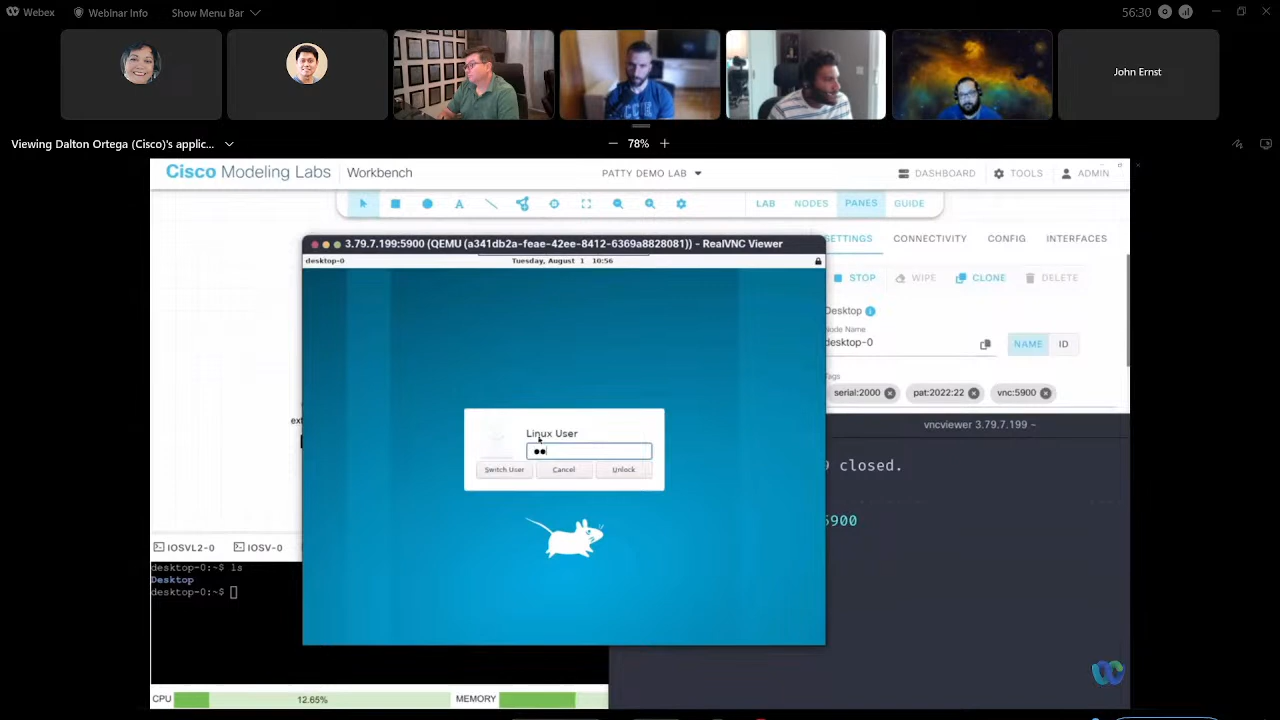 Webex Webinar Info Show Menu Bar 56:30
John Ernst
Viewing Dalton Ortega (Cisco)'s applic... 78%
Cisco Modeling Labs Workbench PATTY DEMO LAB DASHBOARD TOOLS ADMIN
A LAB NODES PANES GUIDE
3.79.7.199:5900 (QEMU (a341db2a-feae-42ee-8412-6369a8828081)) - RealVNC Viewer
SETTINGS CONNECTIVITY CONFIG INTERFACES
desktop-0 Tuesday, August 1 10:56
STOP WIPE CLONE DELETE
Desktop
Node Name
desktop-0 NAME ID
Tags
serial:2000 pat:2022:22 vnc:5900
ext
vncviewer 3.79.7.199 -
Linux User
Switch User Cancel Unlock
9 closed.
5900
IOSVL2-0 IOSV-0
desktop-0:~$ ls
Desktop
desktop-0:~$
CPU 12.65% MEMORY